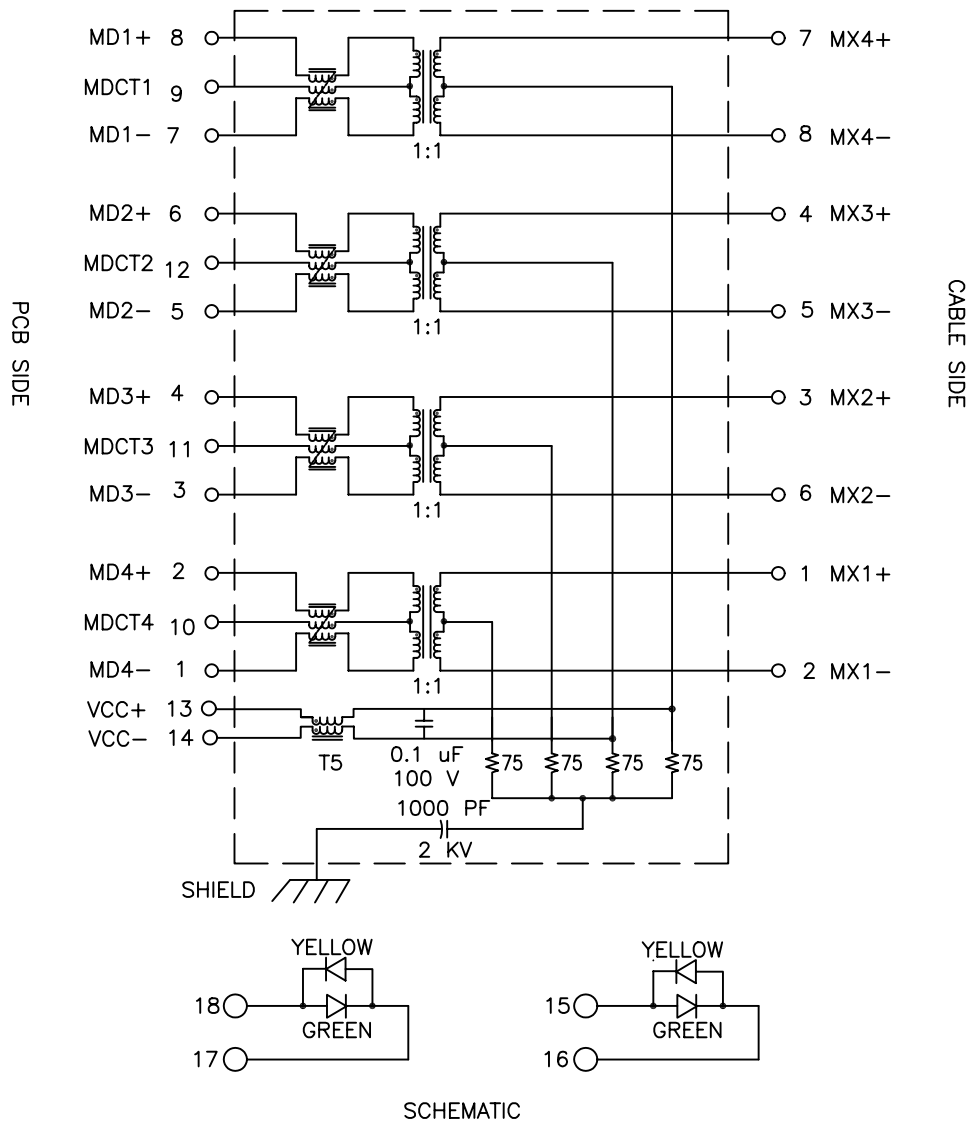 MD1+ 8
7 MX4+
MDCT1 9
MD1- 7
8 MX4-
1:1
MD2+ 6
4 MX3+
MDCT2 12
MD2- 5
5 MX3-
1:1
PCB SIDE
CABLE SIDE
MD3+ 4
3 MX2+
MDCT3 11
MD3- 3
6 MX2-
1:1
MD4+ 2
1 MX1+
MDCT4 10
MD4- 1
2 MX1-
1:1
VCC+ 13
VCC- 14
T5
0.1 uF
100 V
75
75
75
75
1000 PF
2 KV
SHIELD
YELLOW
18
GREEN
17
YELLOW
15
GREEN
16
SCHEMATIC